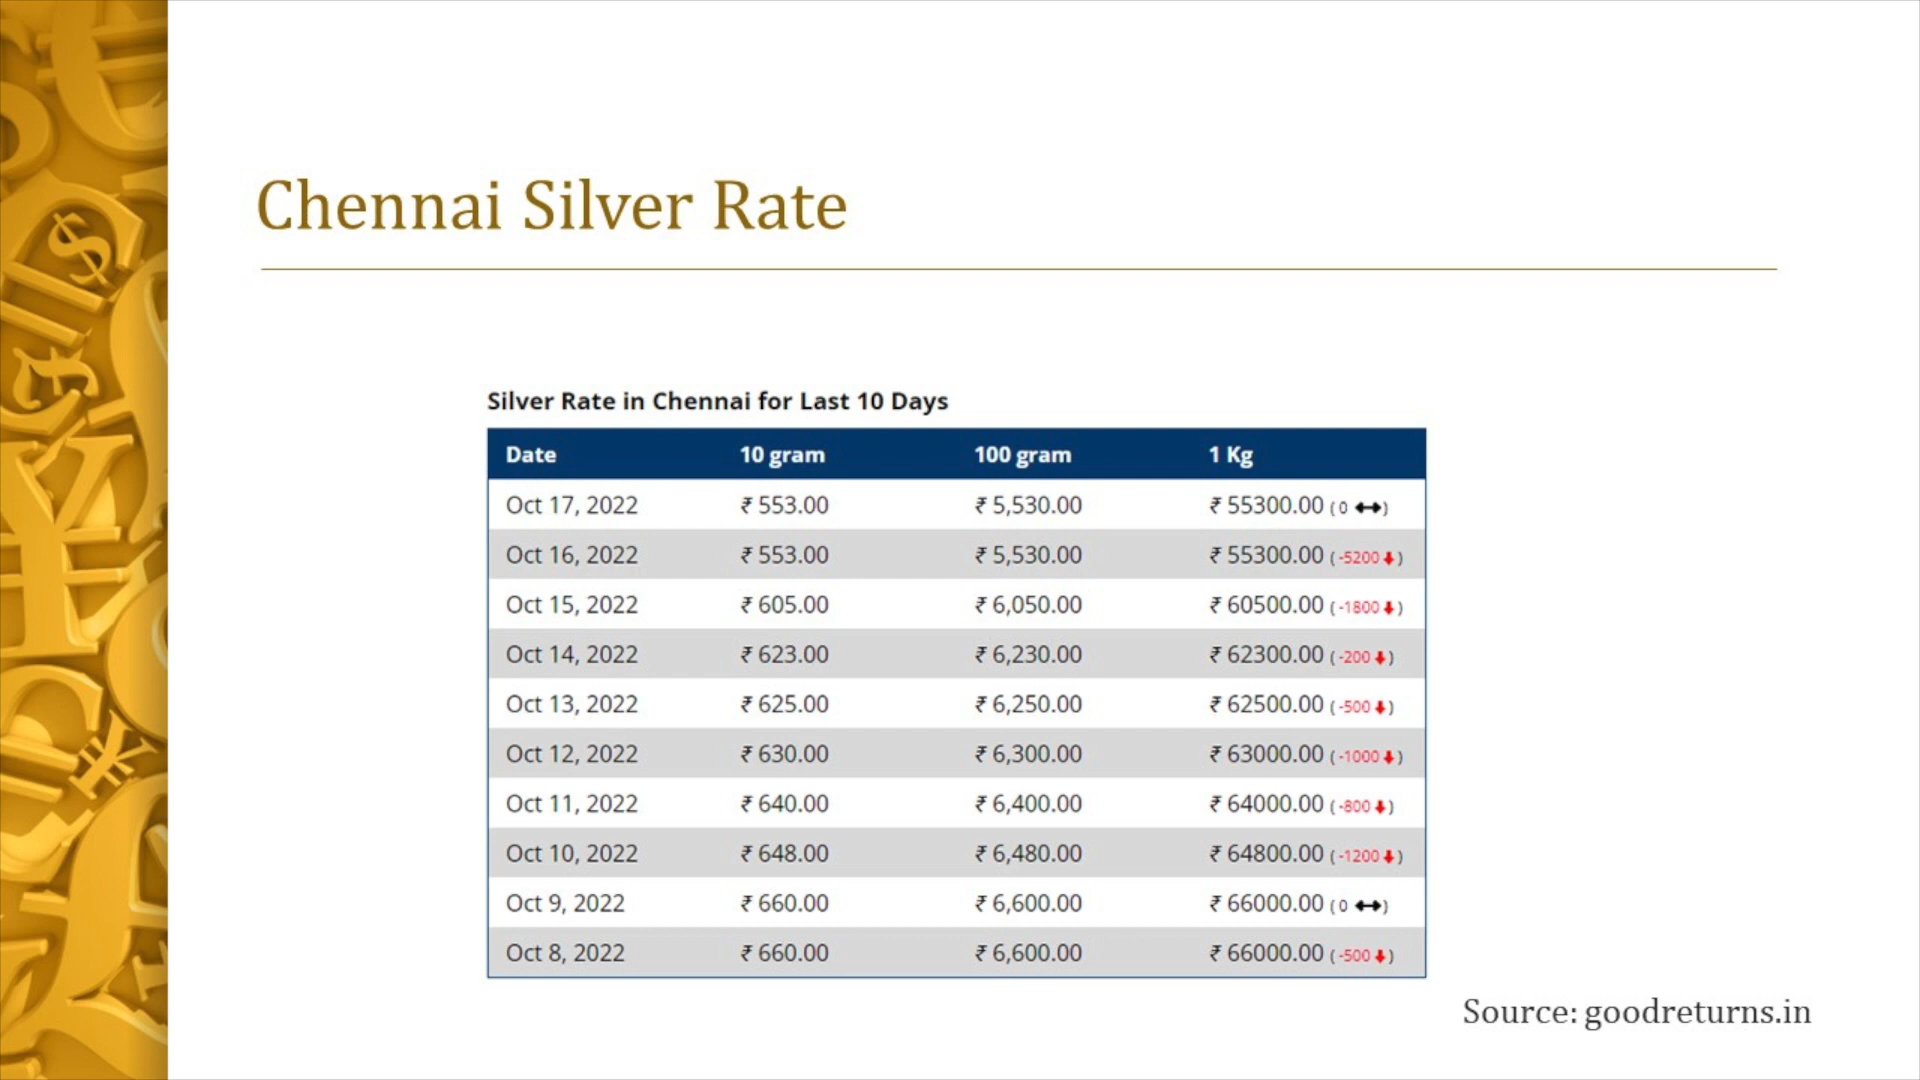 Chennai Silver Rate
Silver Rate in Chennai for Last 10 Days
Date 10 gram 100 gram 1 Kg
Oct 17, 2022 ₹ 553.00 ₹ 5,530.00 ₹ 55300.00 (0 ↔)
Oct 16, 2022 ₹ 553.00 ₹ 5,530.00 ₹ 55300.00 (-5200 ⬇)
Oct 15, 2022 ₹ 605.00 ₹ 6,050.00 ₹ 60500.00 (-1800 ⬇)
Oct 14, 2022 ₹ 623.00 ₹ 6,230.00 ₹ 62300.00 (-200 ⬇)
Oct 13, 2022 ₹ 625.00 ₹ 6,250.00 ₹ 62500.00 (-500 ⬇)
Oct 12, 2022 ₹ 630.00 ₹ 6,300.00 ₹ 63000.00 (-1000 ⬇)
Oct 11, 2022 ₹ 640.00 ₹ 6,400.00 ₹ 64000.00 (-800 ⬇)
Oct 10, 2022 ₹ 648.00 ₹ 6,480.00 ₹ 64800.00 (-1200 ⬇)
Oct 9, 2022 ₹ 660.00 ₹ 6,600.00 ₹ 66000.00 (0 ↔)
Oct 8, 2022 ₹ 660.00 ₹ 6,600.00 ₹ 66000.00 (-500 ⬇)
Source: goodreturns.in